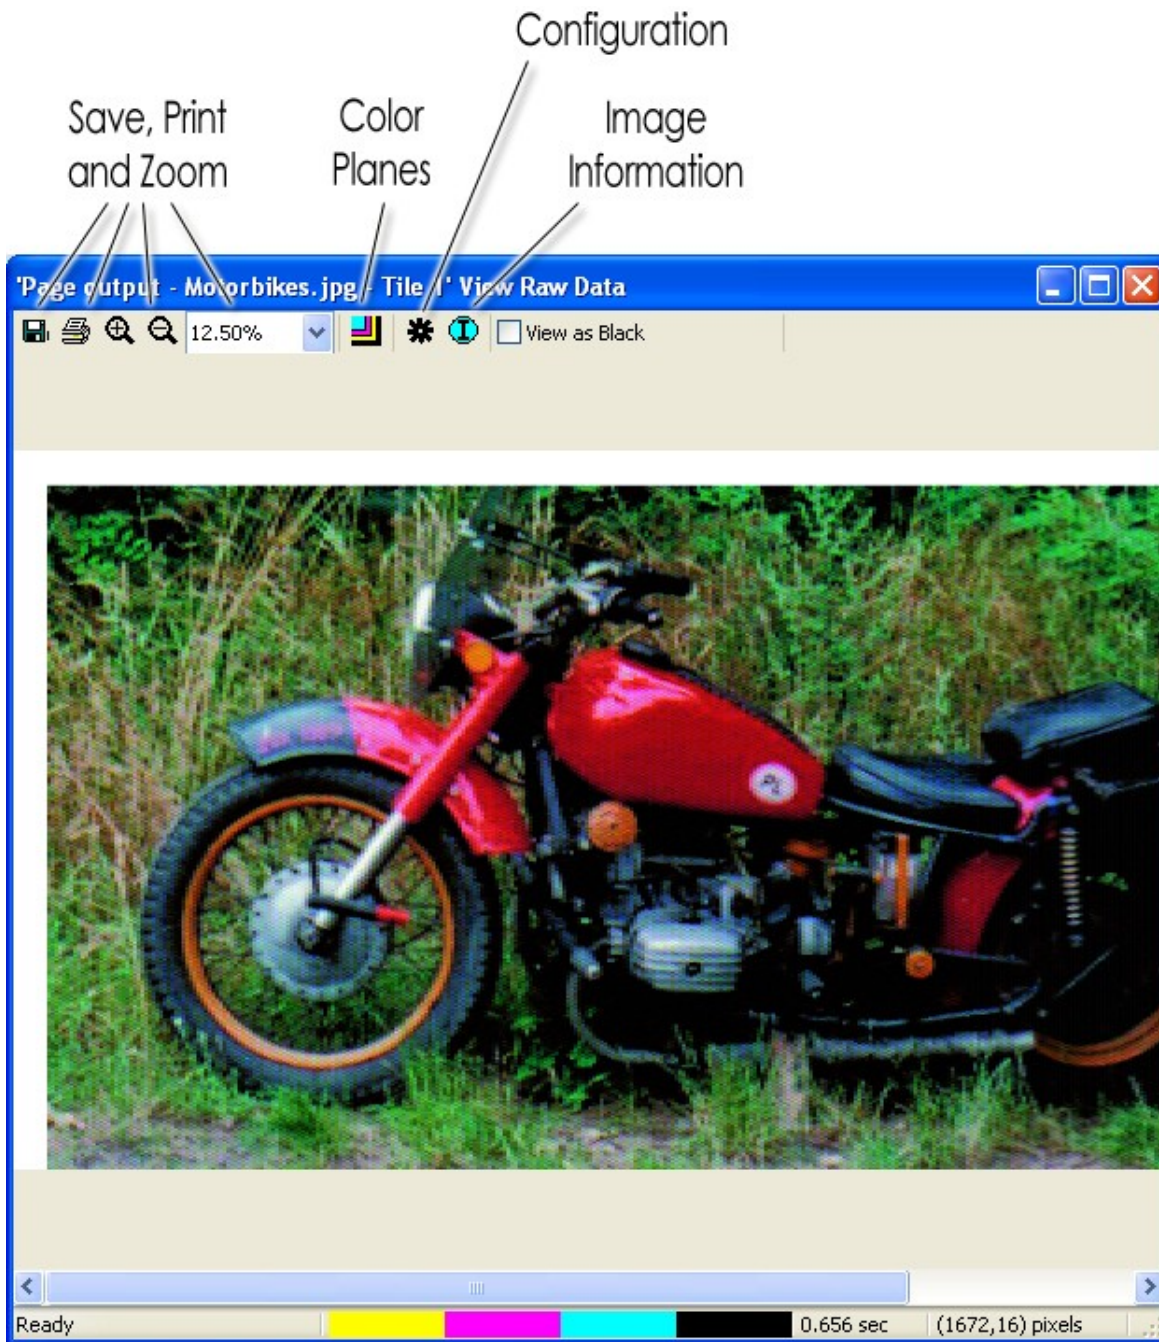 Configuration
Save, Print
and Zoom
Color
Planes
Image
Information
'Page output - Motorbikes.jpg - Tile 1' View Raw Data
12.50%
View as Black
Ready
0.656 sec
(1672,16) pixels